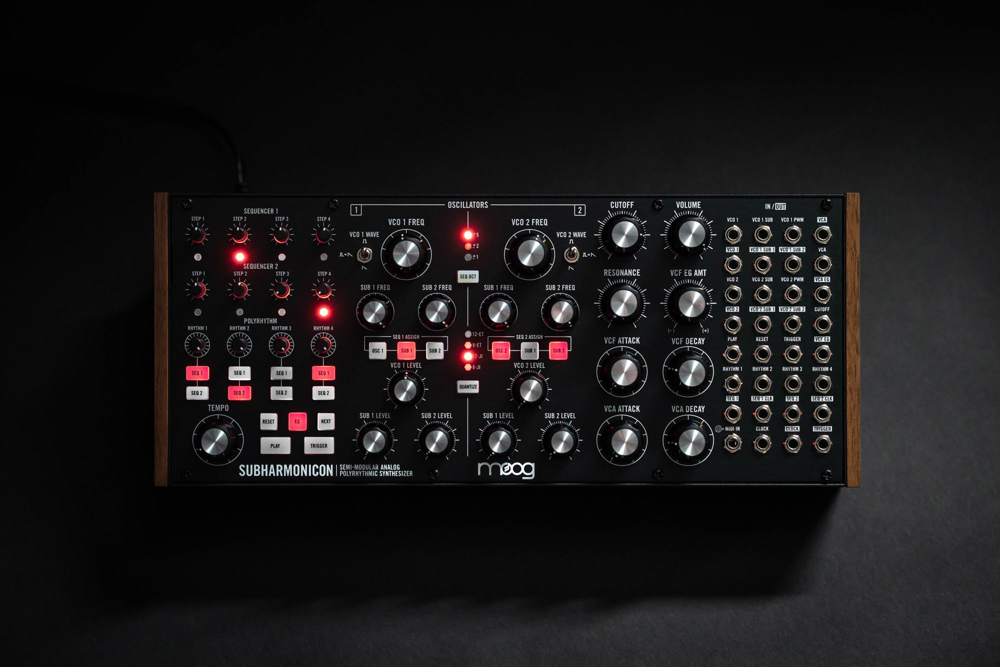 SEQUENCER 1
STEP 1 STEP 2 STEP 3 STEP 4
SEQUENCER 2
STEP 1 STEP 2 STEP 3 STEP 4
POLYRHYTHM
RHYTHM 1 RHYTHM 2 RHYTHM 3 RHYTHM 4
SEQ 1 SEQ 1 SEQ 1 SEQ 1
SEQ 2 SEQ 2 SEQ 2 SEQ 2
TEMPO
RESET EG NEXT
PLAY TRIGGER
SUBHARMONICON
SEMI-MODULAR ANALOG
POLYRHYTHMIC SYNTHESIZER
1 OSCILLATORS 2
VCO 1 FREQ VCO 2 FREQ
VCO 1 WAVE VCO 2 WAVE
±5
±2
±1
SEQ OCT
SUB 1 FREQ SUB 2 FREQ SUB 1 FREQ SUB 2 FREQ
SEQ 1 ASSIGN SEQ 2 ASSIGN
OSC 1 SUB 1 SUB 2 OSC 2 SUB 1 SUB 2
12-ET
8-ET
12-JI
8-JI
VCO 1 LEVEL VCO 2 LEVEL
QUANTIZE
SUB 1 LEVEL SUB 2 LEVEL SUB 1 LEVEL SUB 2 LEVEL
moog
CUTOFF VOLUME
RESONANCE VCF EG AMT
(-) (+)
VCF ATTACK VCF DECAY
VCA ATTACK VCA DECAY
IN / OUT
VCO 1 VCO 1 SUB VCO 1 PWM VCA
VCO 1 VCO 1 SUB 1 VCO 1 SUB 2 VCA
VCO 2 VCO 2 SUB VCO 2 PWM VCA EG
VCO 2 VCO 2 SUB 1 VCO 2 SUB 2 CUTOFF
PLAY RESET TRIGGER VCF EG
RHYTHM 1 RHYTHM 2 RHYTHM 3 RHYTHM 4
SEQ 1 SEQ 1 CLK SEQ 2 SEQ 2 CLK
MIDI IN CLOCK CLOCK TRIGGER